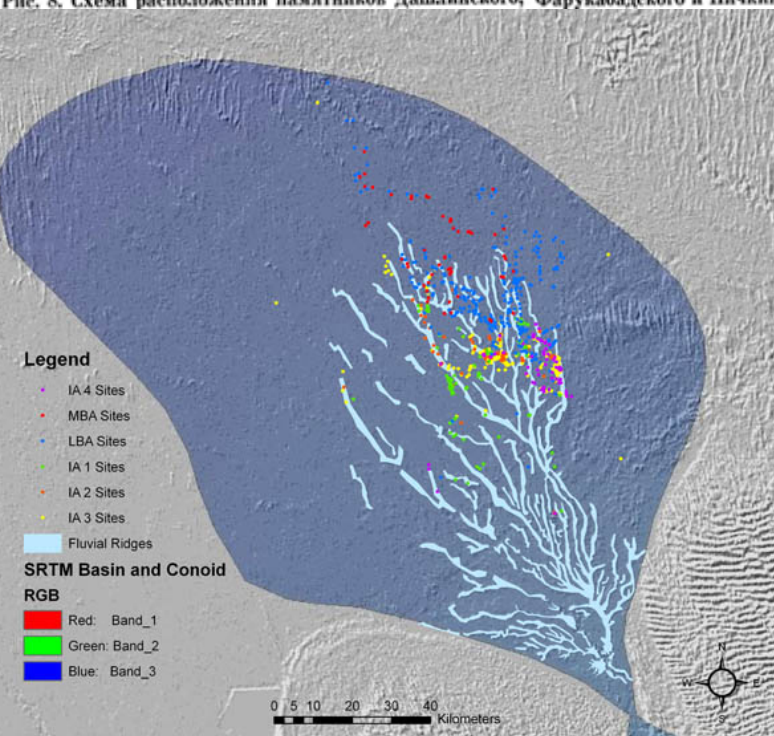 Рис. 8. Схема расположения памятников Дашлинского, Фарукабадского и Ничкин
Legend
IA 4 Sites
MBA Sites
LBA Sites
IA 1 Sites
IA 2 Sites
IA 3 Sites
Fluvial Ridges
SRTM Basin and Conoid
RGB
Red: Band_1
Green: Band_2
Blue: Band_3
0 5 10 20 30 40
Kilometers
N
W E
S